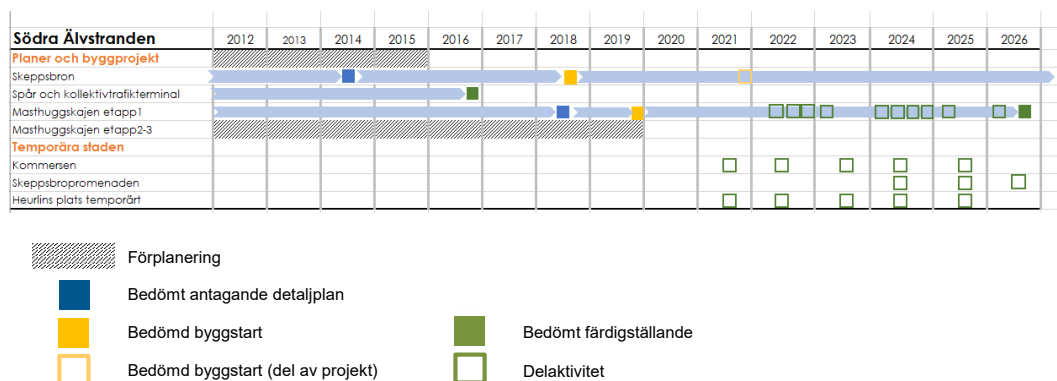 Södra Älvstranden 2012 2013 2014 2015 2016 2017 2018 2019 2020 2021 2022 2023 2024 2025 2026
Planer och byggprojekt
Skeppsbron
Spår och kollektivtrafikterminal
Masthuggskajen etapp1
Masthuggskajen etapp2-3
Temporära staden
Kommersen
Skeppsbropromenaden
Heurlins plats temporärt
Förplanering
Bedömt antagande detaljplan
Bedömd byggstart
Bedömt färdigställande
Bedömd byggstart (del av projekt)
Delaktivitet